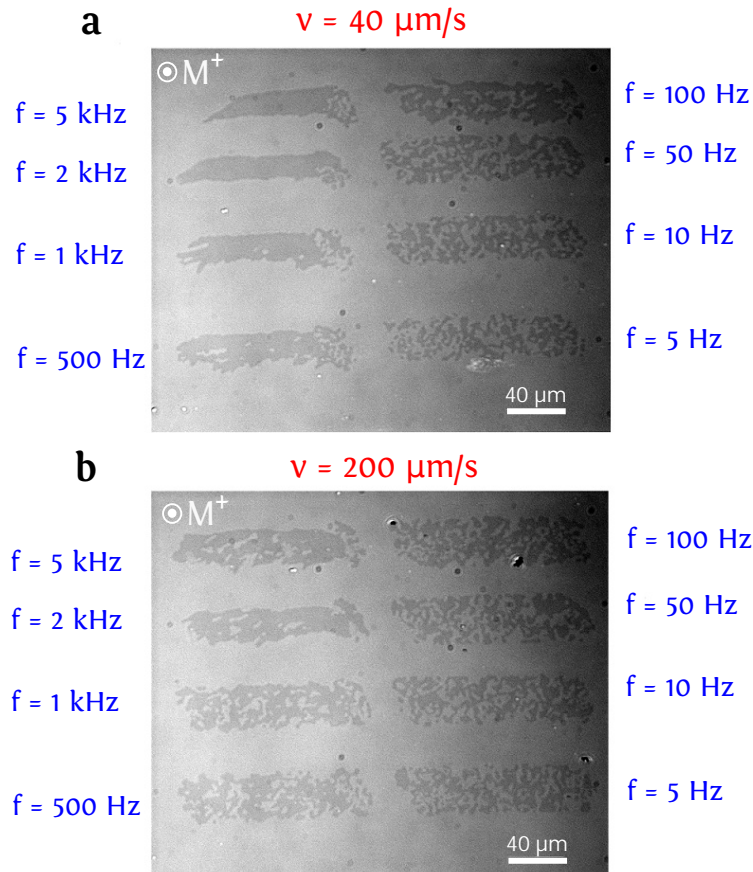 a
ν = 40 μm/s
⊙ M⁺
f = 5 kHz
f = 100 Hz
f = 2 kHz
f = 50 Hz
f = 1 kHz
f = 10 Hz
f = 500 Hz
f = 5 Hz
40 μm
b
ν = 200 μm/s
⊙ M⁺
f = 5 kHz
f = 100 Hz
f = 2 kHz
f = 50 Hz
f = 1 kHz
f = 10 Hz
f = 500 Hz
f = 5 Hz
40 μm